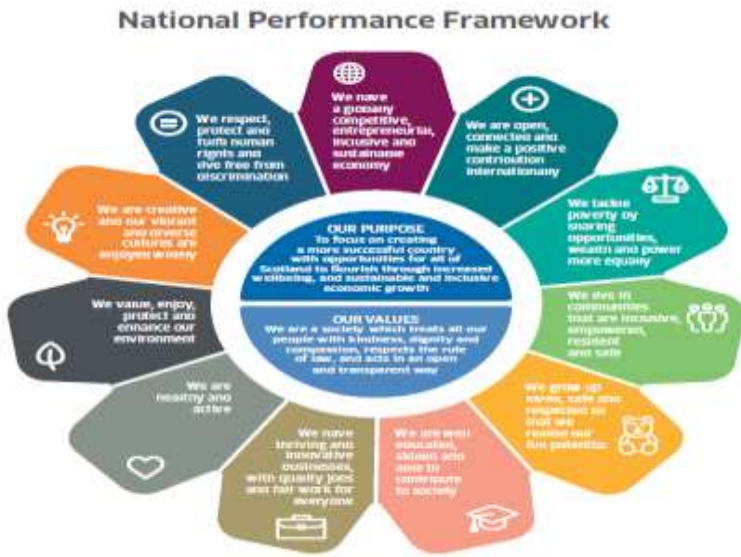 National Performance Framework
We have
a globally
competitive,
entrepreneurial,
inclusive and
sustainable
economy
We are open,
connected and
make a positive
contribution
internationally
We tackle
poverty by
sharing
opportunities,
wealth and power
more equally
We live in
communities
that are inclusive,
empowered,
resilient
and safe
We grow up
loved, safe and
respected so
that we
realise our
full potential
We are well
educated,
skilled and
able to
contribute
to society
We have
thriving and
innovative
businesses,
with quality jobs
and fair work for
everyone
We are
healthy and
active
We value, enjoy,
protect and
enhance our
environment
We are creative
and our vibrant
and diverse
cultures are
enjoyed widely
We respect,
protect and
fulfil human
rights and
live free from
discrimination
OUR PURPOSE
To focus on creating
a more successful country
with opportunities for all of
Scotland to flourish through increased
wellbeing, and sustainable and inclusive
economic growth
OUR VALUES
We are a society which treats all our
people with kindness, dignity and
compassion, respects the rule
of law, and acts in an open
and transparent way